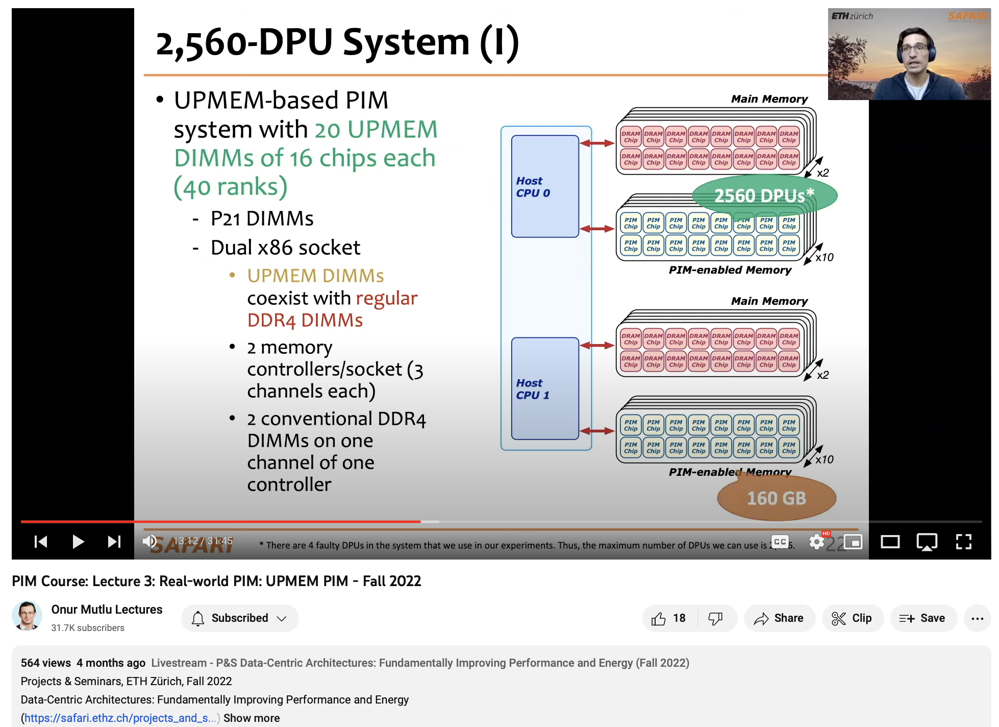 2,560-DPU System (I)
ETH zürich
SAFARI
• UPMEM-based PIM
system with 20 UPMEM
DIMMs of 16 chips each
(40 ranks)
- P21 DIMMs
- Dual x86 socket
• UPMEM DIMMs
coexist with regular
DDR4 DIMMs
• 2 memory
controllers/socket (3
channels each)
• 2 conventional DDR4
DIMMs on one
channel of one
controller
Host
CPU 0
Main Memory
DRAM DRAM DRAM DRAM DRAM DRAM DRAM DRAM
Chip Chip Chip Chip Chip Chip Chip Chip
DRAM DRAM DRAM DRAM DRAM DRAM DRAM DRAM
Chip Chip Chip Chip Chip Chip Chip Chip
x2
2560 DPUs*
PIM PIM PIM PIM PIM PIM PIM PIM
Chip Chip Chip Chip Chip Chip Chip Chip
PIM PIM PIM PIM PIM PIM PIM PIM
Chip Chip Chip Chip Chip Chip Chip Chip
x10
PIM-enabled Memory
Host
CPU 1
Main Memory
DRAM DRAM DRAM DRAM DRAM DRAM DRAM DRAM
Chip Chip Chip Chip Chip Chip Chip Chip
DRAM DRAM DRAM DRAM DRAM DRAM DRAM DRAM
Chip Chip Chip Chip Chip Chip Chip Chip
x2
PIM PIM PIM PIM PIM PIM PIM PIM
Chip Chip Chip Chip Chip Chip Chip Chip
PIM PIM PIM PIM PIM PIM PIM PIM
Chip Chip Chip Chip Chip Chip Chip Chip
x10
PIM-enabled Memory
160 GB
SAFARI
13:12 / 31:45
* There are 4 faulty DPUs in the system that we use in our experiments. Thus, the maximum number of DPUs we can use is
CC
HD
22
PIM Course: Lecture 3: Real-world PIM: UPMEM PIM - Fall 2022
Onur Mutlu Lectures
31.7K subscribers
Subscribed
18
Share
Clip
Save
564 views 4 months ago Livestream - P&S Data-Centric Architectures: Fundamentally Improving Performance and Energy (Fall 2022)
Projects & Seminars, ETH Zürich, Fall 2022
Data-Centric Architectures: Fundamentally Improving Performance and Energy
(https://safari.ethz.ch/projects_and_s...) Show more